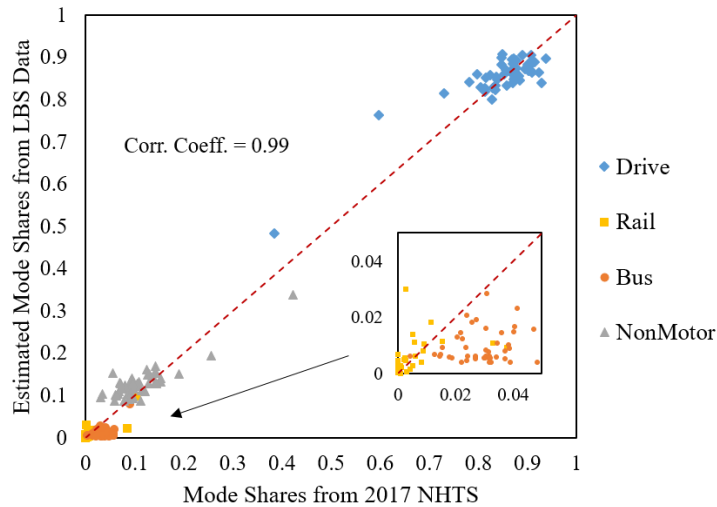 1
0.9
0.8
0.7
0.6
0.5
0.4
0.3
0.2
0.1
0
Estimated Mode Shares from LBS Data
Corr. Coeff. = 0.99
Drive
Rail
Bus
NonMotor
0.04
0.02
0
0 0.02 0.04
0 0.1 0.2 0.3 0.4 0.5 0.6 0.7 0.8 0.9 1
Mode Shares from 2017 NHTS